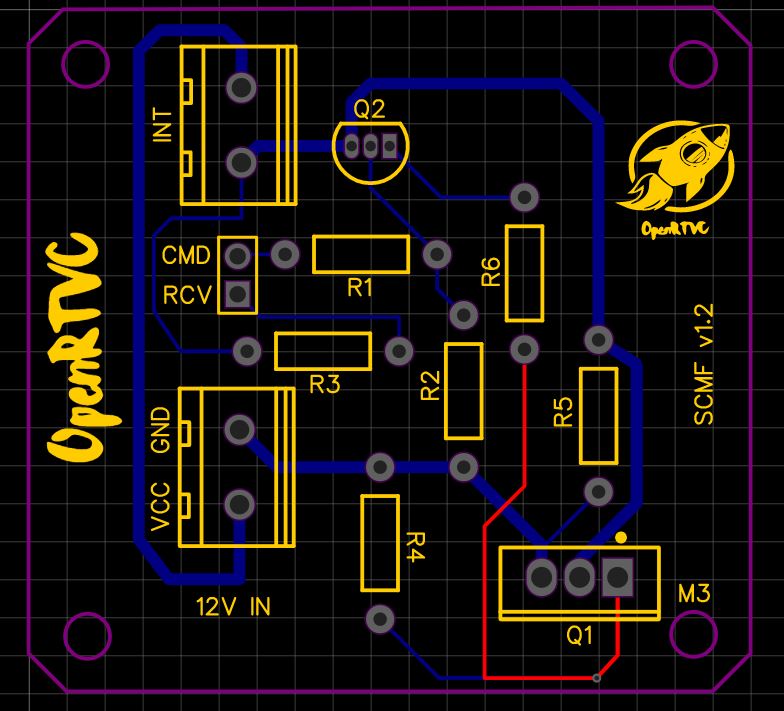 Q2
INT
OpenRTVC
CMD
RCV
R1
R6
OpenRTVC
R3
R2
R5
SCMF v1.2
GND
VCC
R4
12V IN
M3
Q1